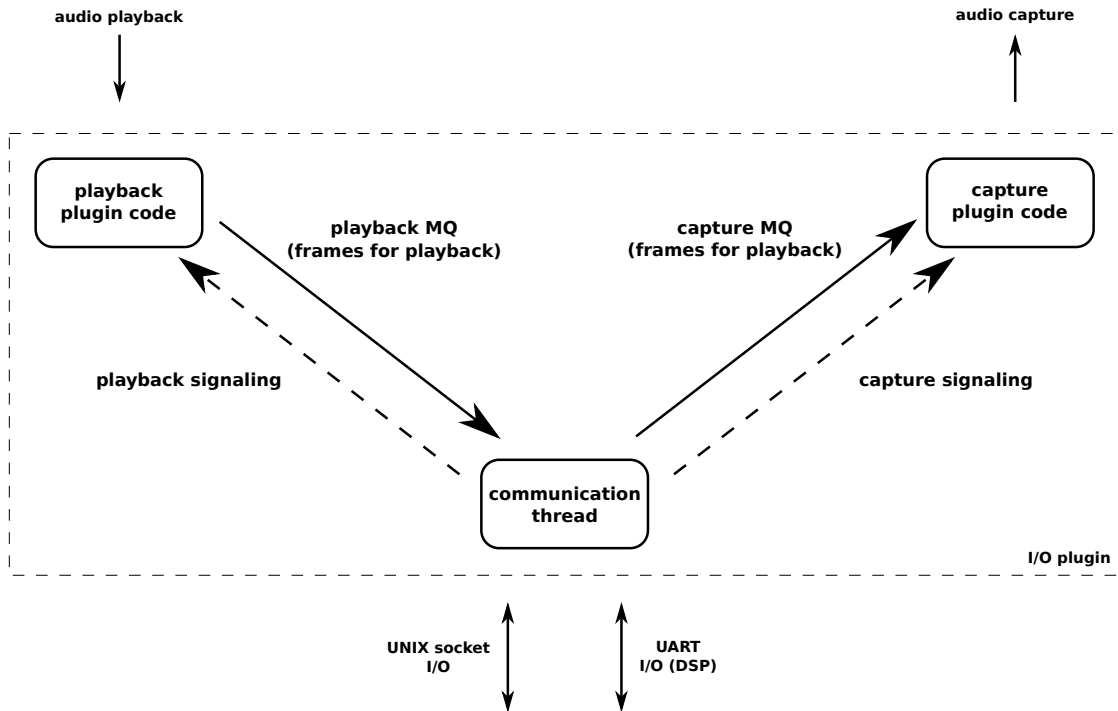 audio playback
audio capture
playback
plugin code
capture
plugin code
playback MQ
(frames for playback)
capture MQ
(frames for playback)
playback signaling
capture signaling
communication
thread
I/O plugin
UNIX socket
I/O
UART
I/O (DSP)